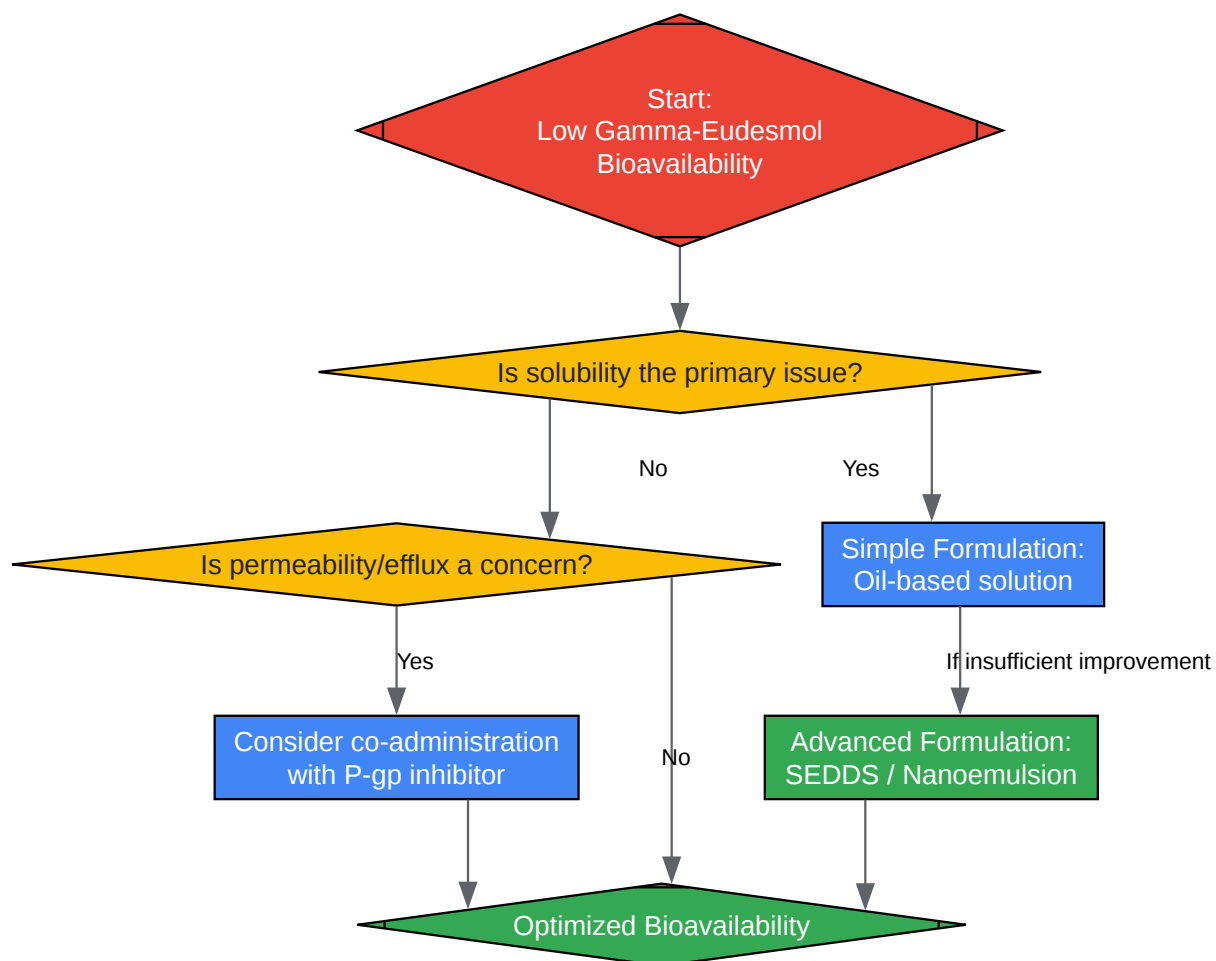 Start:
Low Gamma-Eudesmol
Bioavailability
Is solubility the primary issue?
No
Yes
Is permeability/efflux a concern?
Simple Formulation:
Oil-based solution
Yes
If insufficient improvement
Consider co-administration
with P-gp inhibitor
No
Advanced Formulation:
SEDDS / Nanoemulsion
Optimized Bioavailability